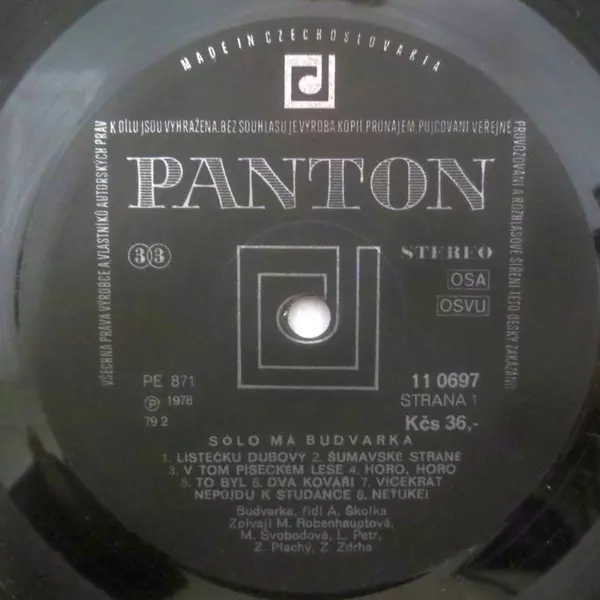 MADE IN CZECHOSLOVAKIA
VŠECHNA PRÁVA VÝROBCE A VLASTNÍKŮ AUTORSKÝCH PRÁV
K DÍLU JSOU VYHRAŽENA. BEZ SOUHLASU JE VÝROBA KOPIÍ, PRONÁJEM, PŮJČOVÁNÍ VEŘEJNÉ
PROVOZOVÁNÍ A ROZHLASOVÉ ŠÍŘENÍ TÉTO DESKY ZAKÁZÁNO
PANTON
33
STEREO
OSA
OSVU
PE 871
11 0697
Ⓟ 1978
STRANA 1
79 2
Kčs 36,-
SÓLO MÁ BUDVARKA
1. LÍSTEČKU DUBOVÝ 2. ŠUMAVSKÉ STRÁNĚ
3. V TOM PÍSECKÉM LESE 4. HORO, HORO
5. TO BYL 6. DVA KOVÁŘI 7. VÍCEKRÁT
NEPŮJDU K STUDÁNCE 8. NEŤUKEJ
Budvarka, řídí A. Školka
Zpívají M. Robenhauptová,
M. Svobodová, L. Petr,
Z. Plachý, Z. Zdrha